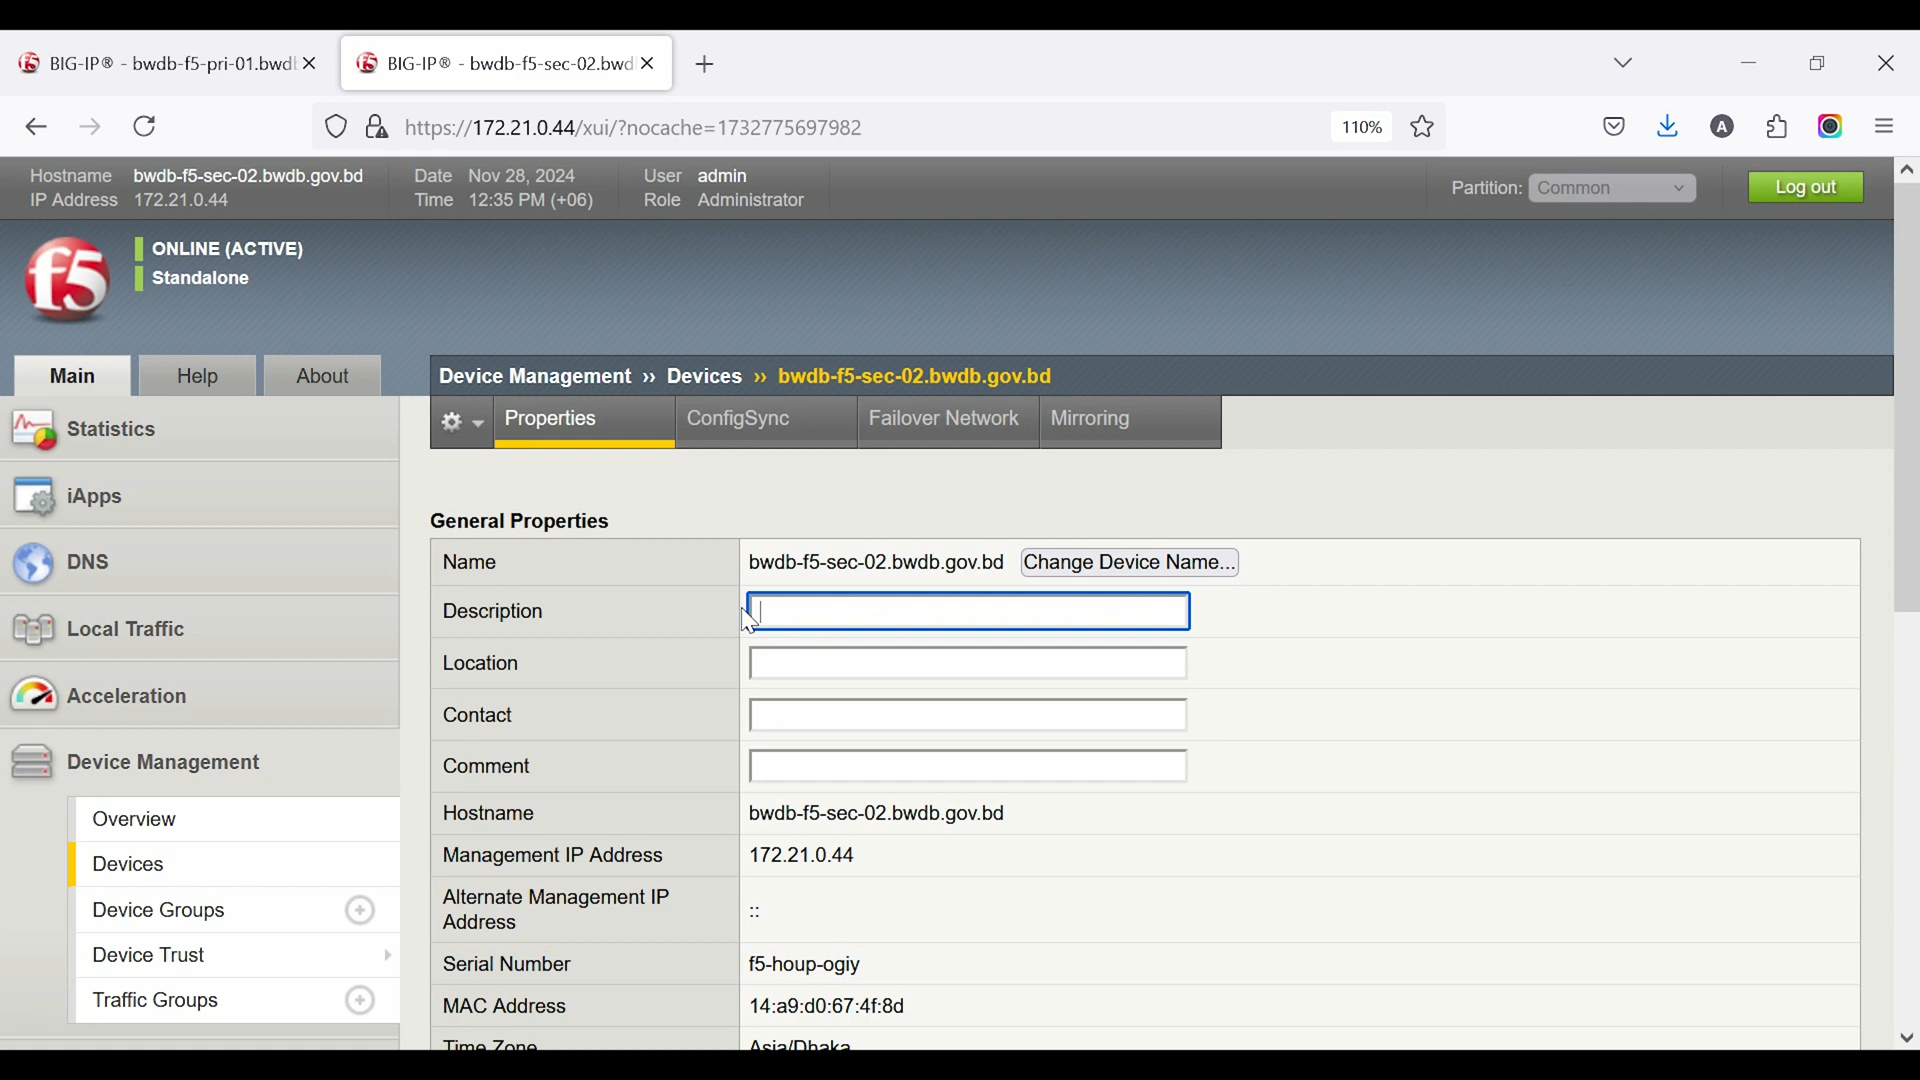 BIG-IP® - bwdb-f5-pri-01.bwdb
BIG-IP® - bwdb-f5-sec-02.bwd
https://172.21.0.44/xui/?nocache=1732775697982
110%
A
Hostname bwdb-f5-sec-02.bwdb.gov.bd
IP Address 172.21.0.44
Date Nov 28, 2024
Time 12:35 PM (+06)
User admin
Role Administrator
Partition: Common
Log out
f5
ONLINE (ACTIVE)
Standalone
Main
Help
About
Device Management ›› Devices ›› bwdb-f5-sec-02.bwdb.gov.bd
Properties
ConfigSync
Failover Network
Mirroring
Statistics
iApps
DNS
Local Traffic
Acceleration
Device Management
Overview
Devices
Device Groups
Device Trust
Traffic Groups
General Properties
Name bwdb-f5-sec-02.bwdb.gov.bd Change Device Name...
Description
Location
Contact
Comment
Hostname bwdb-f5-sec-02.bwdb.gov.bd
Management IP Address 172.21.0.44
Alternate Management IP
Address ::
Serial Number f5-houp-ogiy
MAC Address 14:a9:d0:67:4f:8d
Time Zone Asia/Dhaka